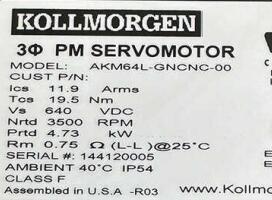 KOLLMORGEN
3Φ PM SERVOMOTOR
MODEL: AKM64L-GNCNC-00
CUST P/N:
Ics 11.9 Arms
Tcs 19.5 Nm
Vs 640 VDC
Nrtd 3500 RPM
Prtd 4.73 kW
Rm 0.75 Ω (L-L)@25°C
SERIAL #: 144120005
AMBIENT 40°C IP54
CLASS F
Assembled in U.S.A -R03
www.Kollmo